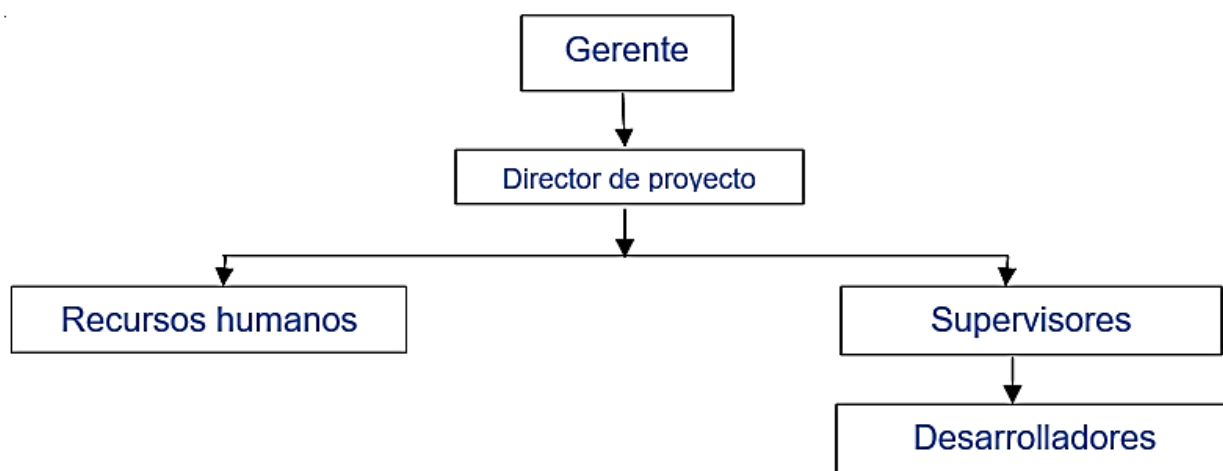 Gerente
Director de proyecto
Recursos humanos
Supervisores
Desarrolladores